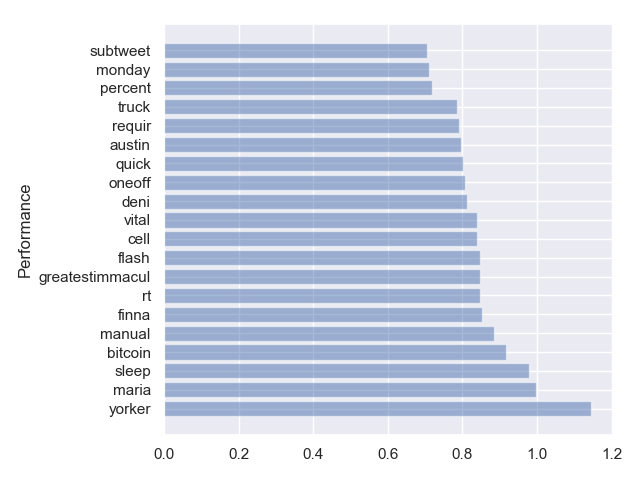 subtweet
monday
percent
truck
requir
austin
quick
oneoff
deni
vital
cell
flash
greatestimmacul
rt
finna
manual
bitcoin
sleep
maria
yorker
Performance
0.0 0.2 0.4 0.6 0.8 1.0 1.2